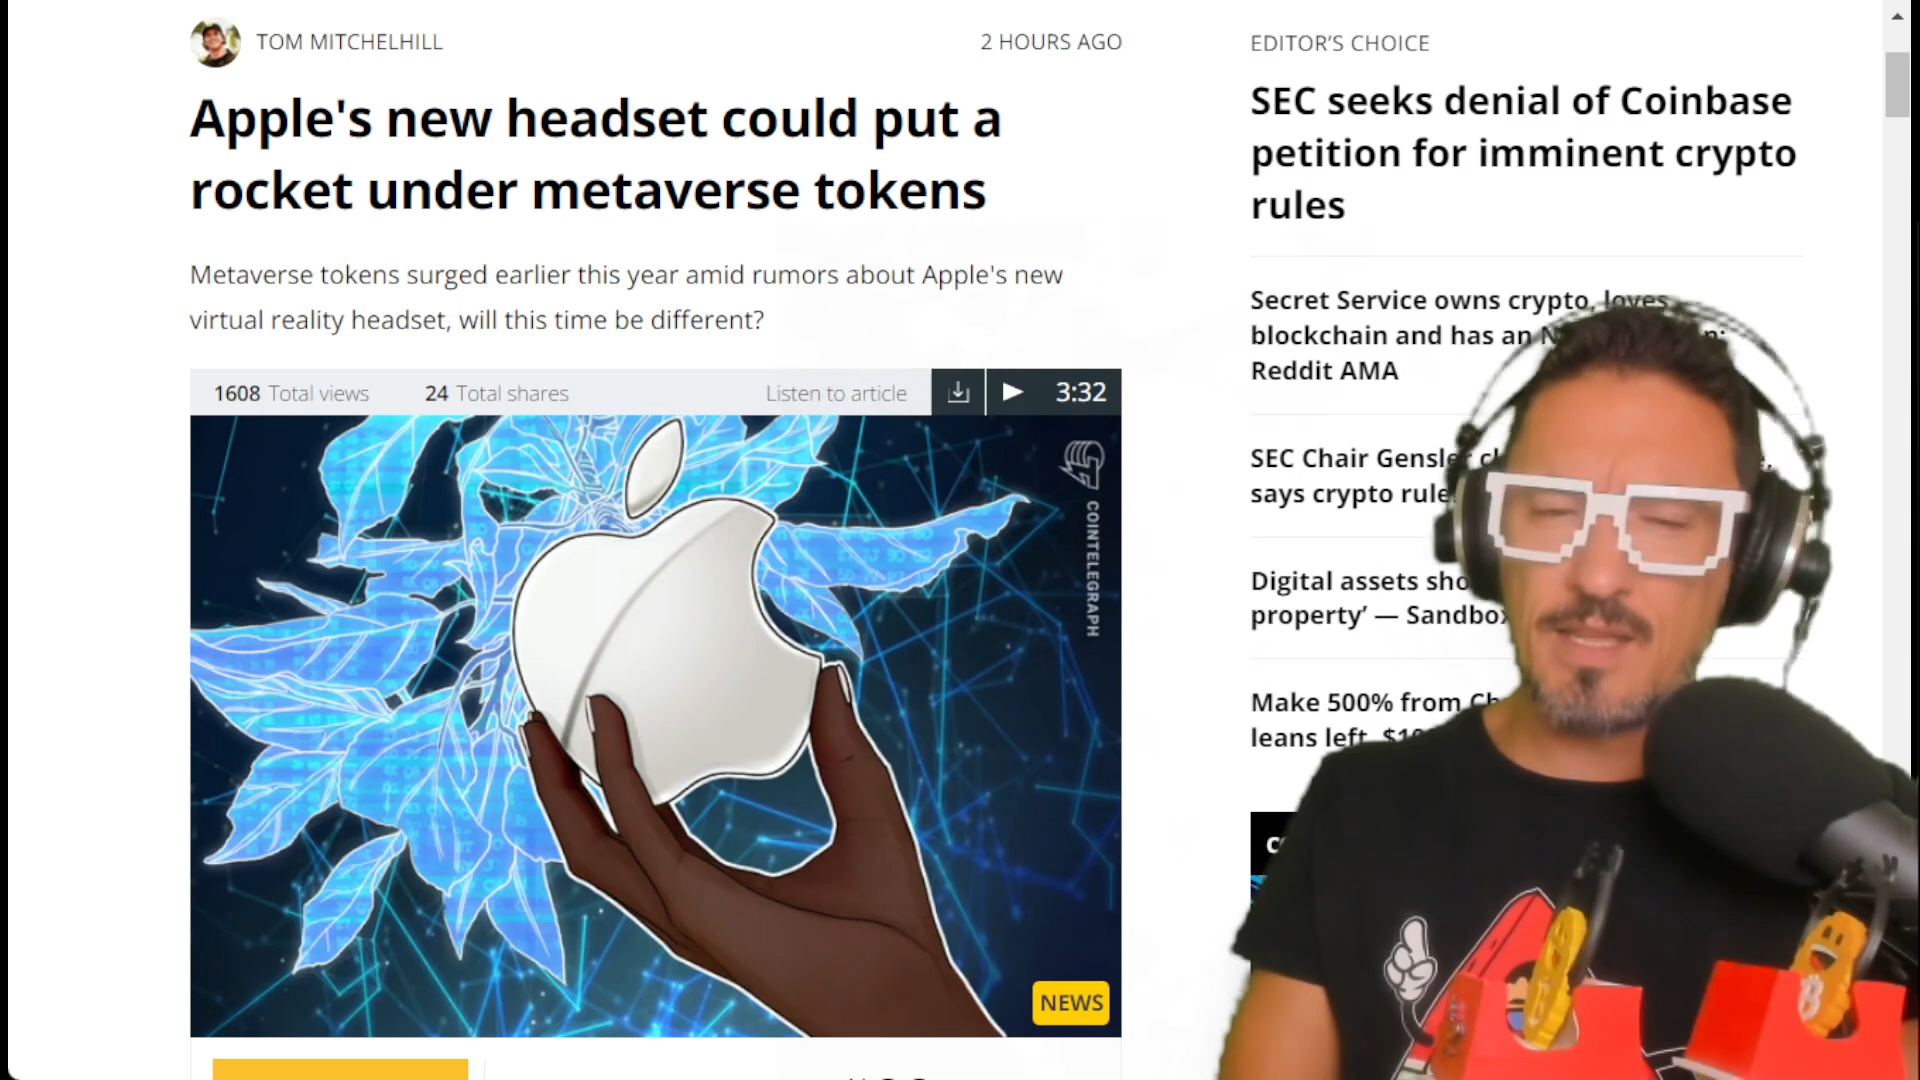 TOM MITCHELHILL
2 HOURS AGO
Apple's new headset could put a
rocket under metaverse tokens
Metaverse tokens surged earlier this year amid rumors about Apple's new
virtual reality headset, will this time be different?
1608 Total views
24 Total shares
Listen to article
3:32
COINTELEGRAPH
NEWS
EDITOR’S CHOICE
SEC seeks denial of Coinbase
petition for imminent crypto
rules
Secret Service owns crypto, loves
blockchain and has an
Reddit AMA
SEC Chair Gensler
says crypto
Digital assets
property’ — Sandbox
Make 500% from
leans left,